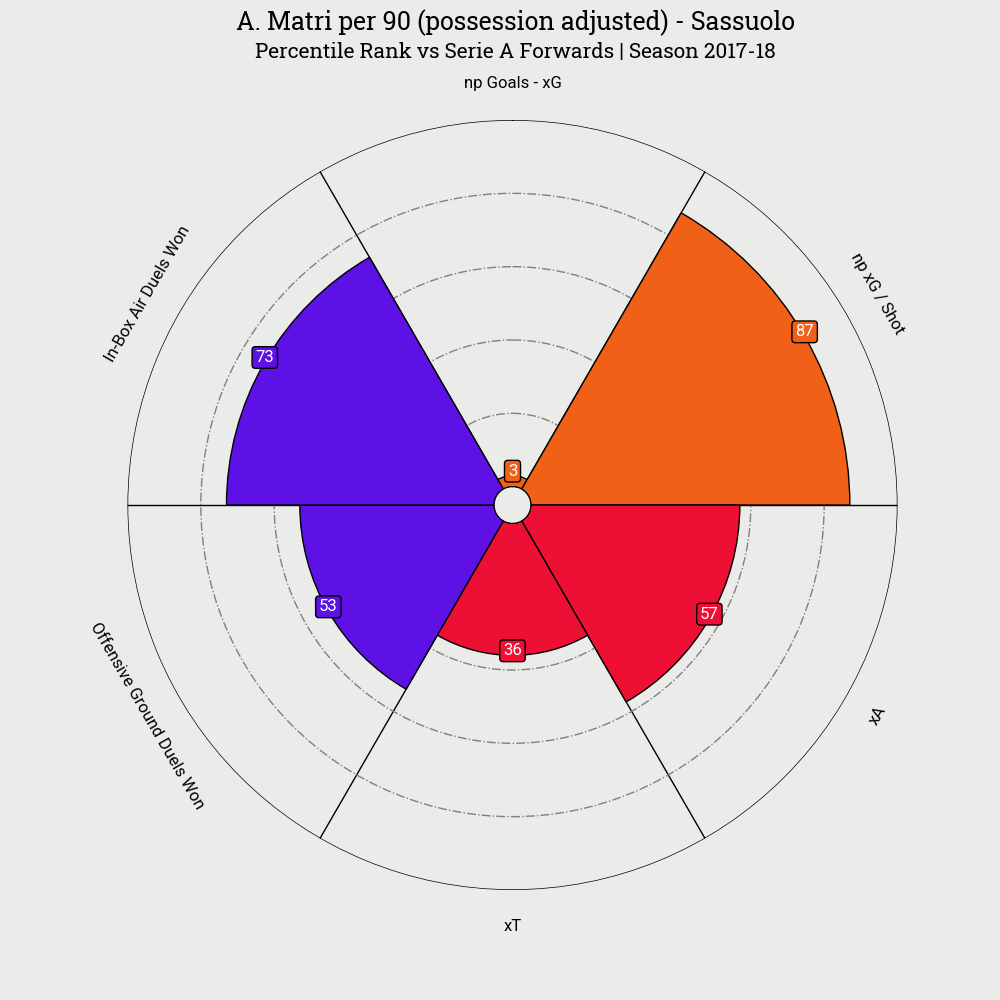 A. Matri per 90 (possession adjusted) - Sassuolo
Percentile Rank vs Serie A Forwards | Season 2017-18
np Goals - xG
In-Box Air Duels Won
np xG / Shot
87
73
3
53
57
36
Offensive Ground Duels Won
xA
xT